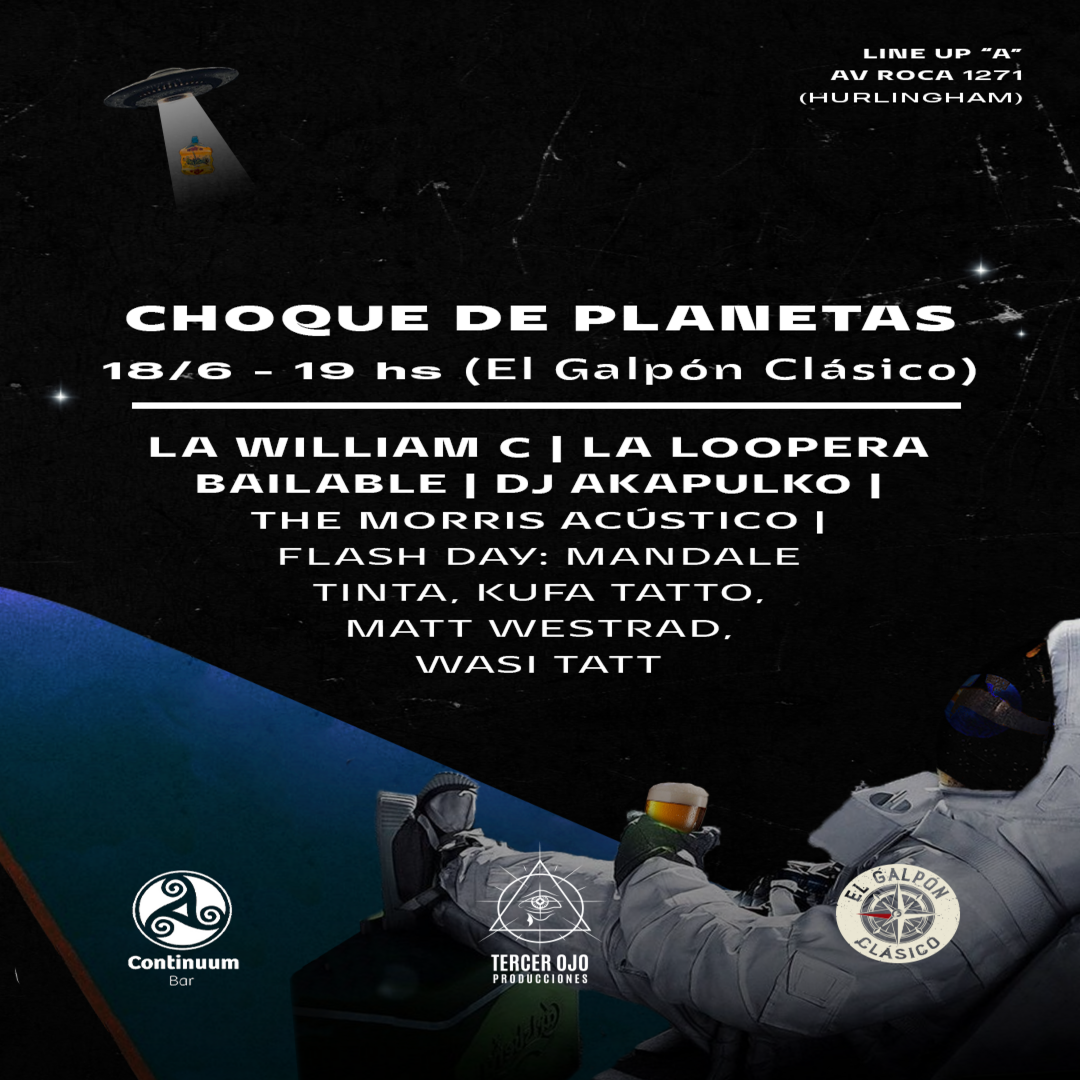 LINE UP "A"
AV ROCA 1271
(HURLINGHAM)
CHOQUE DE PLANETAS
18/6 - 19 hs (El Galpón Clásico)
LA WILLIAM C | LA LOOPERA
BAILABLE | DJ AKAPULKO |
THE MORRIS ACÚSTICO |
FLASH DAY: MANDALE
TINTA, KUFA TATTO,
MATT WESTRAD,
WASI TATT
Continuum
Bar
TERCER OJO
PRODUCCIONES
EL GALPON
CLÁSICO